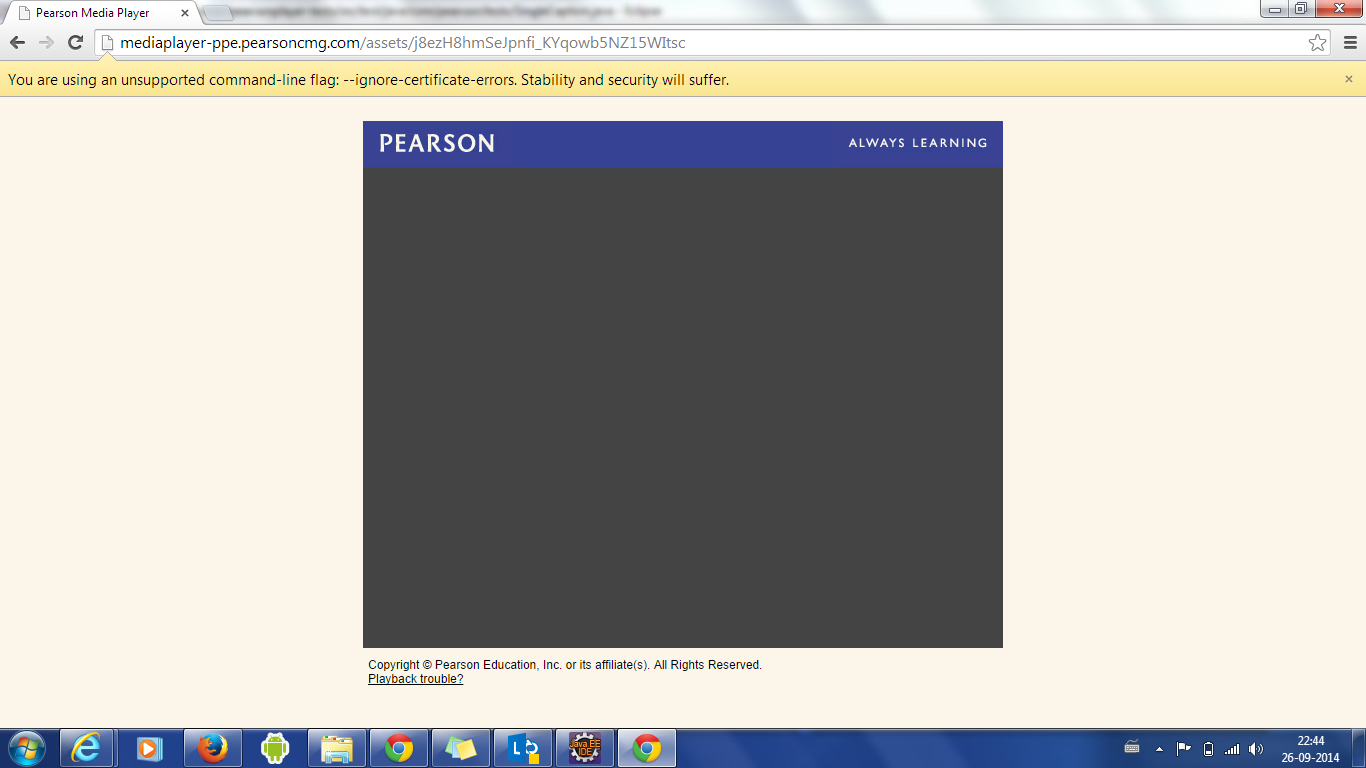 Pearson Media Player
mediaplayer-ppe.pearsoncmg.com/assets/j8ezH8hmSeJpnfi_KYqowb5NZ15WItsc
You are using an unsupported command-line flag: --ignore-certificate-errors. Stability and security will suffer.
PEARSON
ALWAYS LEARNING
Copyright © Pearson Education, Inc. or its affiliate(s). All Rights Reserved.
Playback trouble?
Java EE
IDE
22:44
26-09-2014